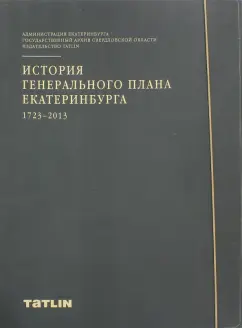 АДМИНИСТРАЦИЯ ЕКАТЕРИНБУРГА
ГОСУДАРСТВЕННЫЙ АРХИВ СВЕРДЛОВСКОЙ ОБЛАСТИ
ИЗДАТЕЛЬСТВО TATLIN
ИСТОРИЯ
ГЕНЕРАЛЬНОГО ПЛАНА
ЕКАТЕРИНБУРГА
1723–2013
TATLIN